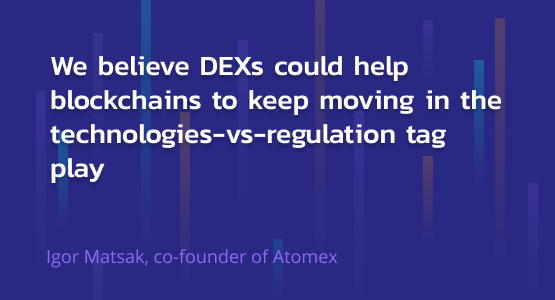 We believe DEXs could help
blockchains to keep moving in the
technologies-vs-regulation tag
play
Igor Matsak, co-founder of Atomex